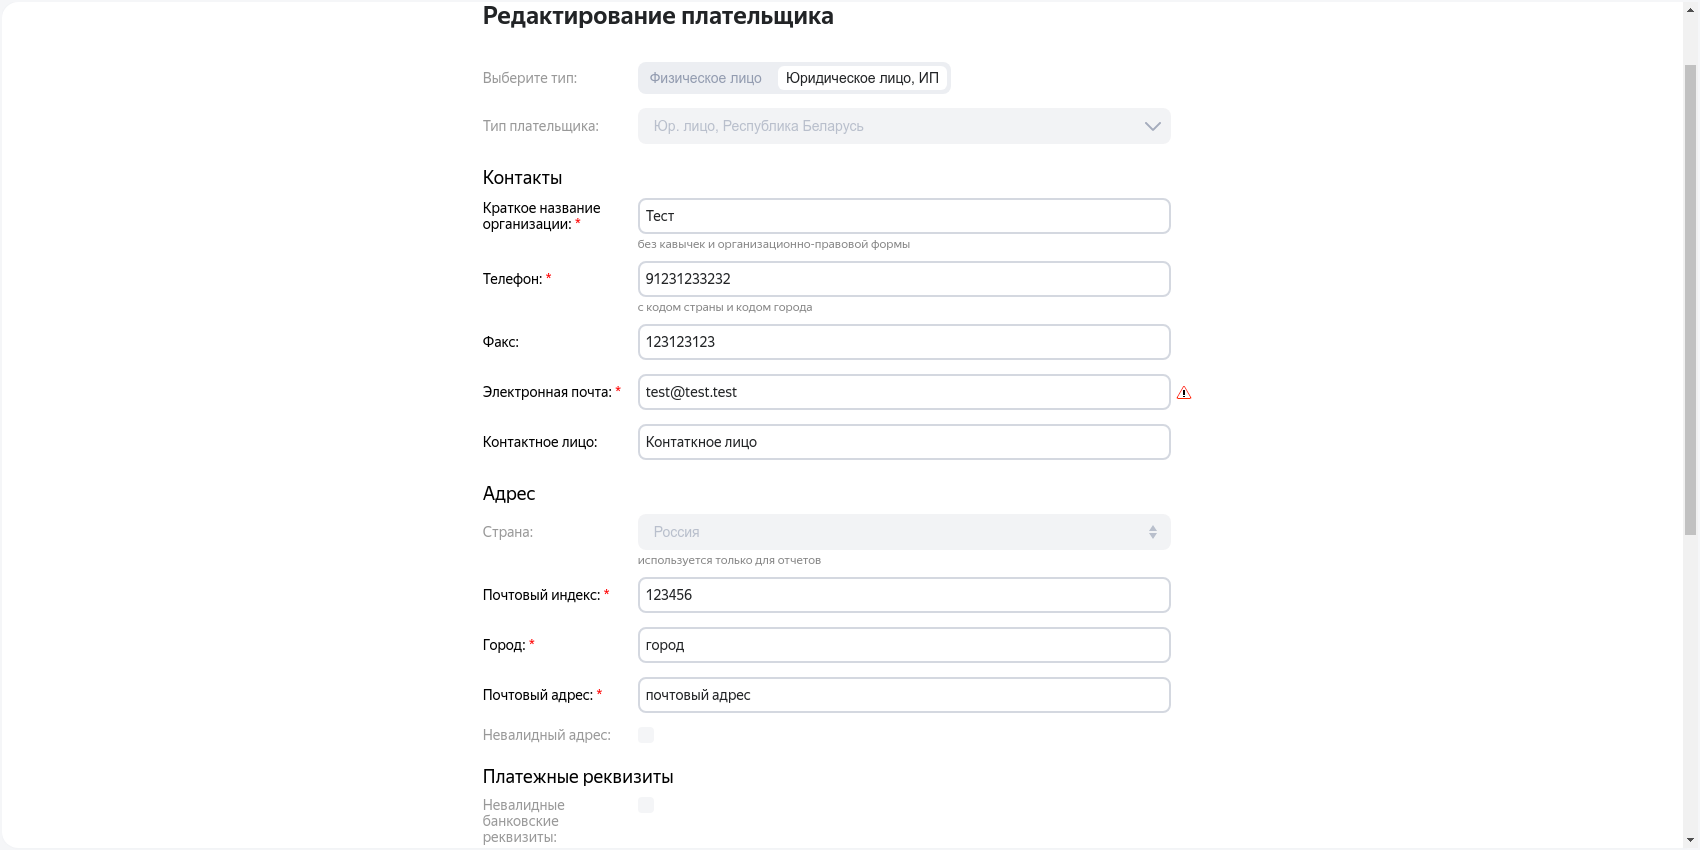 Редактирование плательщика
Выберите тип: Физическое лицо Юридическое лицо, ИП
Тип плательщика: Юр. лицо, Республика Беларусь
Контакты
Краткое название
организации: * Тест
без кавычек и организационно-правовой формы
Телефон: * 91231233232
с кодом страны и кодом города
Факс: 123123123
Электронная почта: * test@test.test
Контактное лицо: Контаткное лицо
Адрес
Страна: Россия
используется только для отчетов
Почтовый индекс: * 123456
Город: * город
Почтовый адрес: * почтовый адрес
Невалидный адрес:
Платежные реквизиты
Невалидные
банковские
реквизиты: